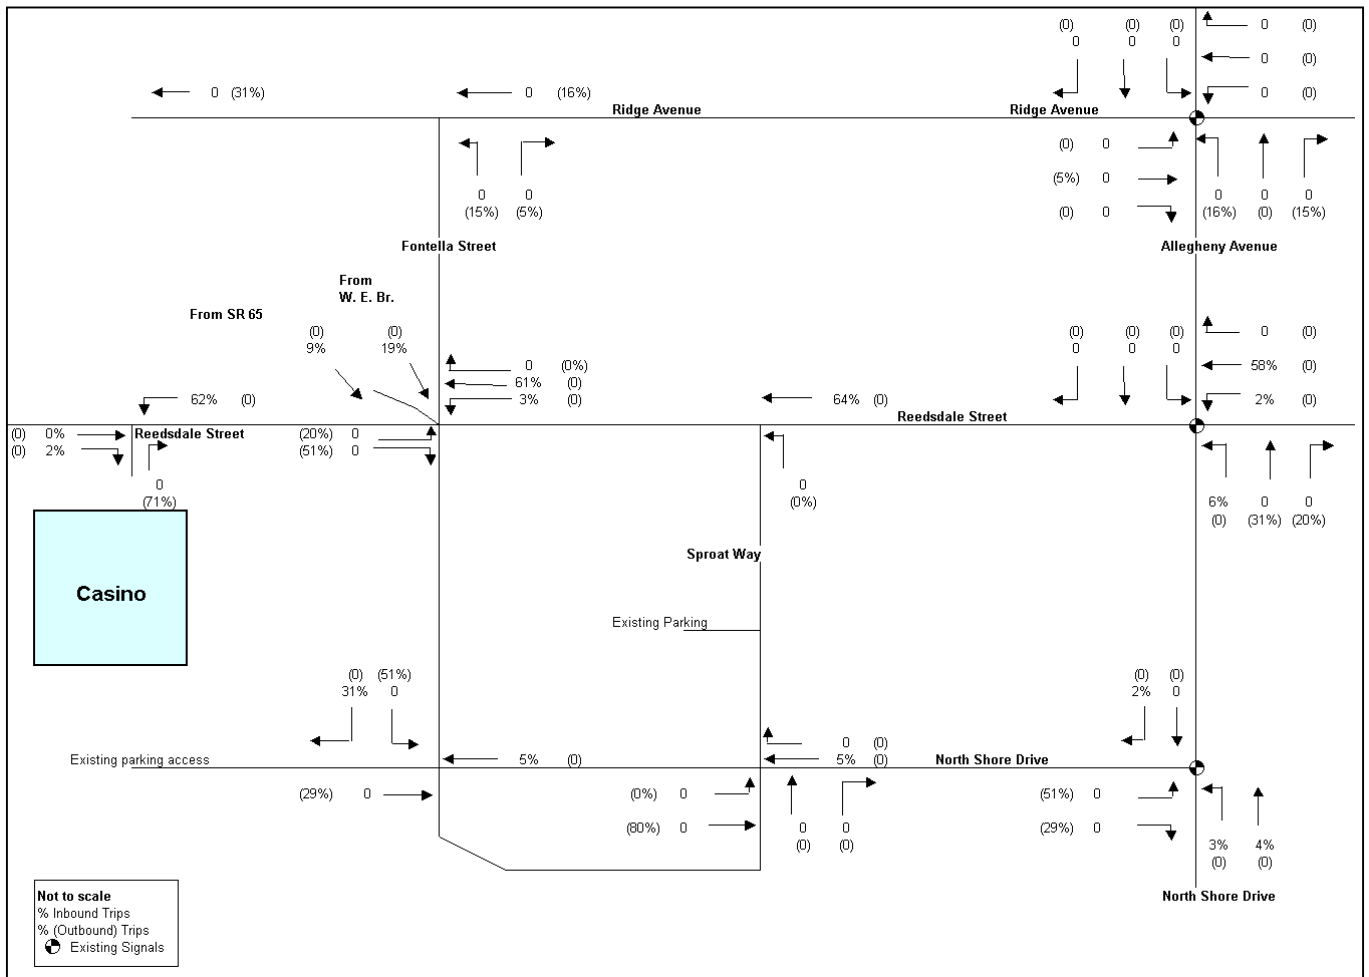 (0) (0) (0) 0 (0)
0 0 0
0 (0)
0 (31%) 0 (16%) 0 (0)
Ridge Avenue Ridge Avenue
(0) 0
(5%) 0
0 0 0 0 0
(15%) (5%) (0) 0 (16%) (0) (15%)
Fontella Street Allegheny Avenue
From
W. E. Br.
From SR 65
(0) (0) (0) (0) (0) 0 (0)
9% 19% 0 0 0
0 (0%) 58% (0)
61% (0)
62% (0) 3% (0) 64% (0) 2% (0)
Reedsdale Street
(0) 0% Reedsdale Street (20%) 0
(0) 2% (51%) 0
0 0
(71%) (0%)
6% 0 0
(0) (31%) (20%)
Sproat Way
Casino
Existing Parking
(0) (51%) (0) (0)
31% 0 2% 0
0 (0)
Existing parking access 5% (0) 5% (0) North Shore Drive
(29%) 0 (0%) 0 (51%) 0
(80%) 0 0 0 (29%) 0
(0) (0) 3% 4%
(0) (0)
North Shore Drive
Not to scale
% Inbound Trips
% (Outbound) Trips
Existing Signals